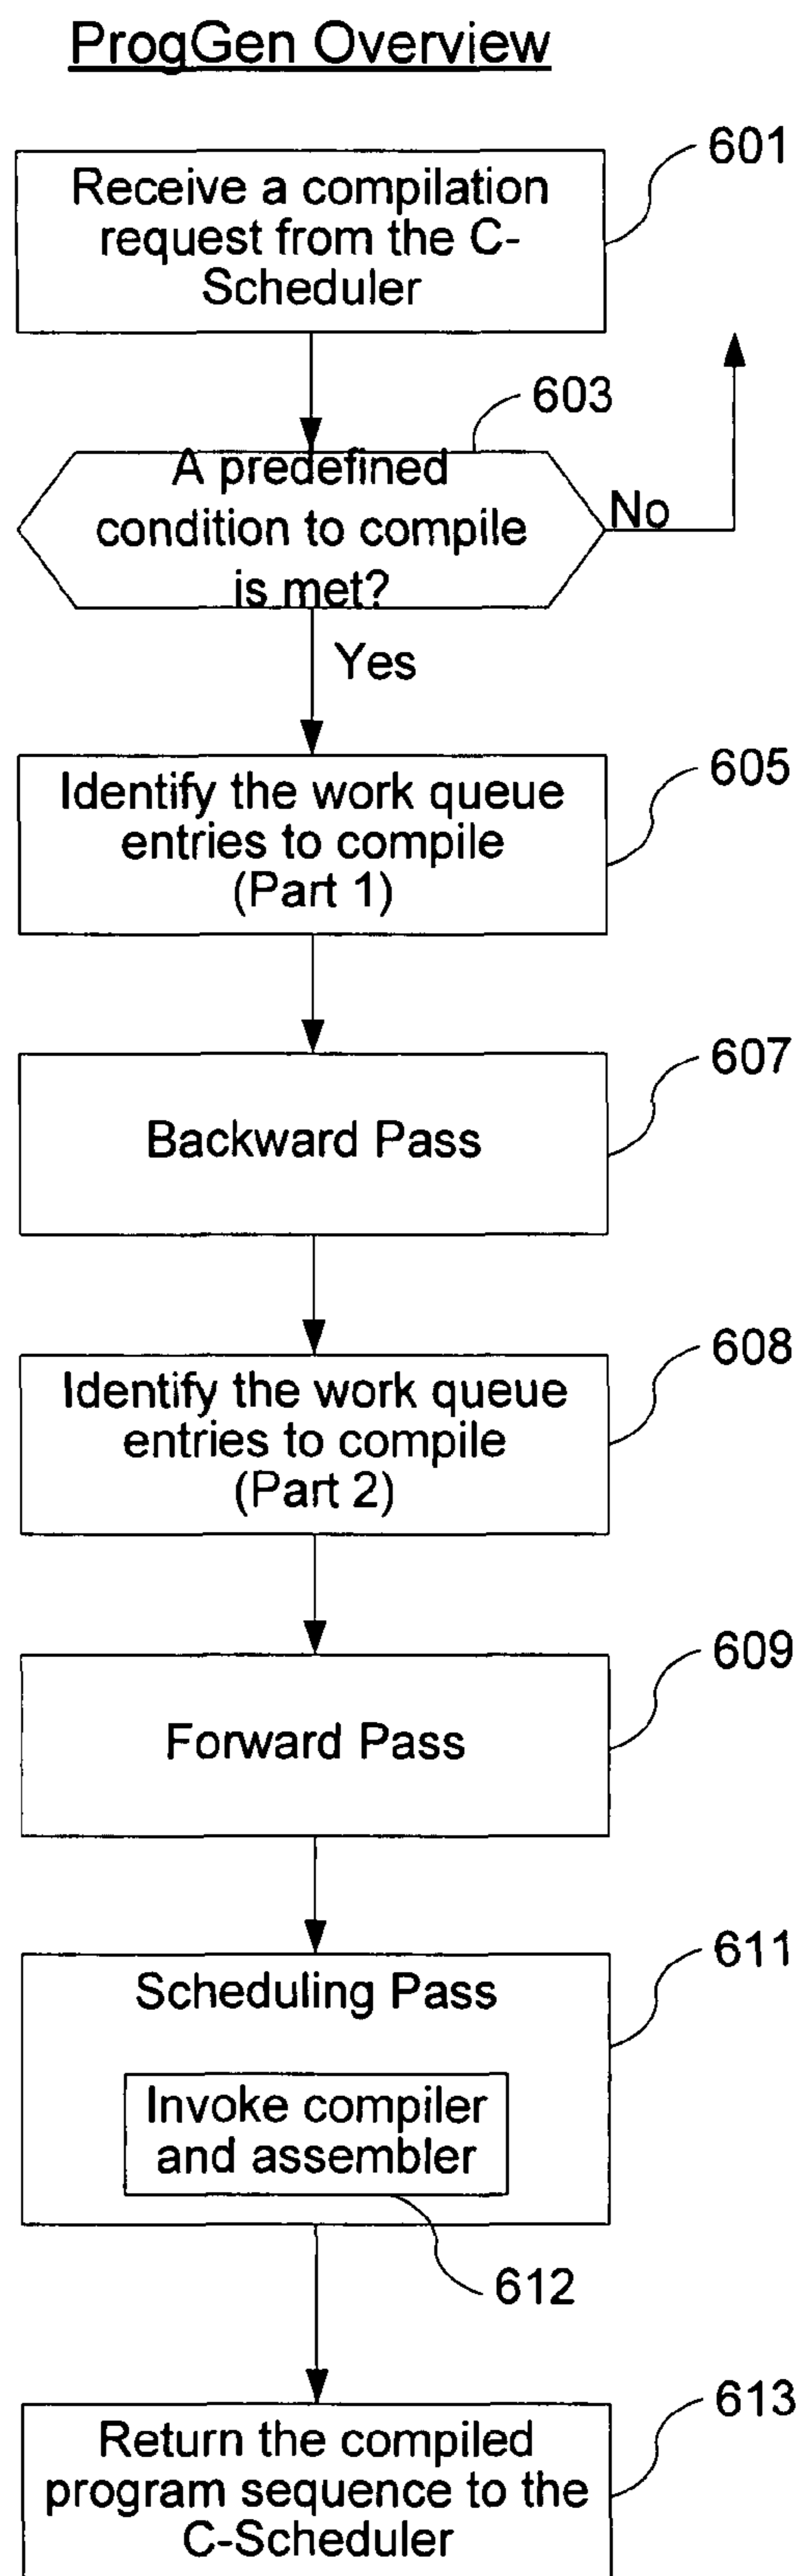 ProgGen Overview
601
Receive a compilation
request from the C-
Scheduler
603
A predefined
condition to compile
is met?
No
Yes
605
Identify the work queue
entries to compile
(Part 1)
607
Backward Pass
608
Identify the work queue
entries to compile
(Part 2)
609
Forward Pass
611
Scheduling Pass
Invoke compiler
and assembler
612
613
Return the compiled
program sequence to the
C-Scheduler